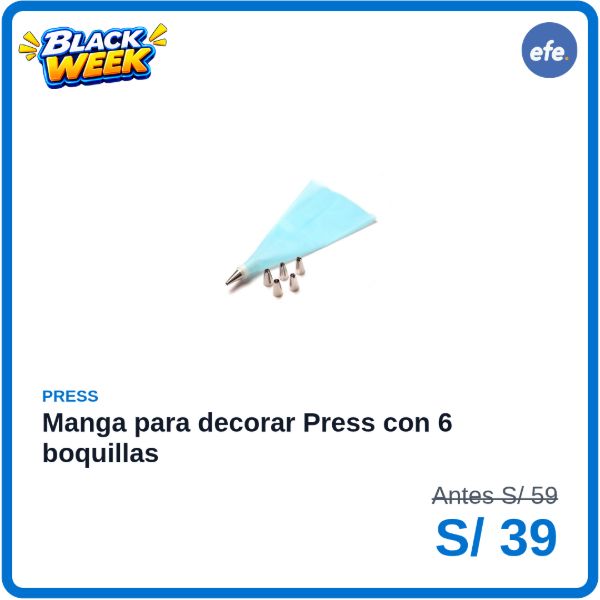 BLACK
WEEK
efe.
PRESS
Manga para decorar Press con 6
boquillas
Antes S/ 59
S/ 39